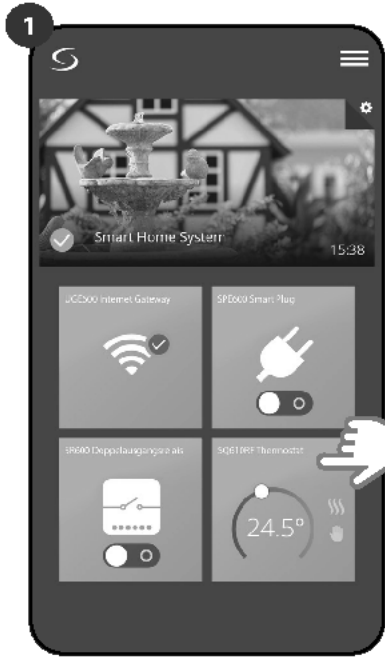 1
Smart Home System
15:38
UGE600 Internet Gateway
SPE600 Smart Plug
SR600 Doppelausgangsrelais
SQ610RF Thermostat
24.5°